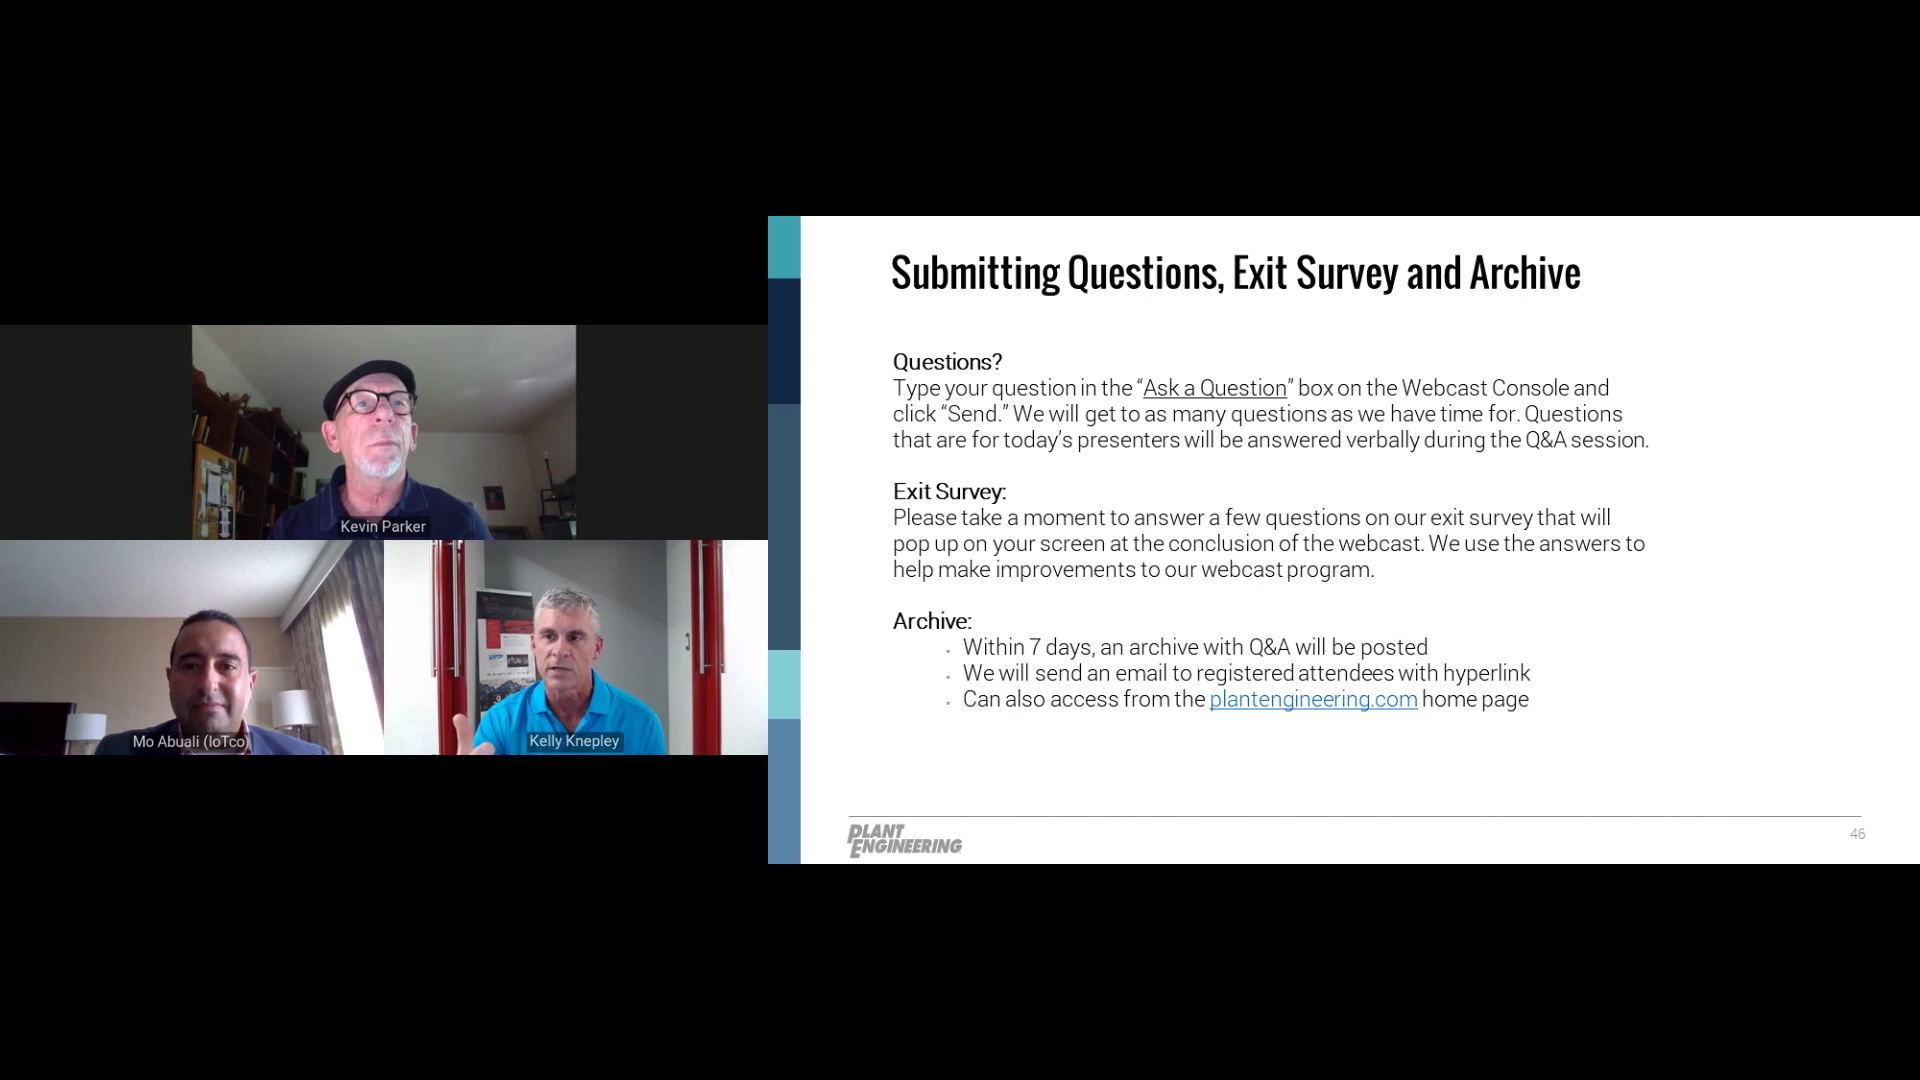 Kevin Parker
Mo Abuali (IoTco)
Kelly Knepley
Submitting Questions, Exit Survey and Archive
Questions?
Type your question in the “Ask a Question” box on the Webcast Console and
click “Send.” We will get to as many questions as we have time for. Questions
that are for today’s presenters will be answered verbally during the Q&A session.
Exit Survey:
Please take a moment to answer a few questions on our exit survey that will
pop up on your screen at the conclusion of the webcast. We use the answers to
help make improvements to our webcast program.
Archive:
• Within 7 days, an archive with Q&A will be posted
• We will send an email to registered attendees with hyperlink
• Can also access from the plantengineering.com home page
PLANT
ENGINEERING
46